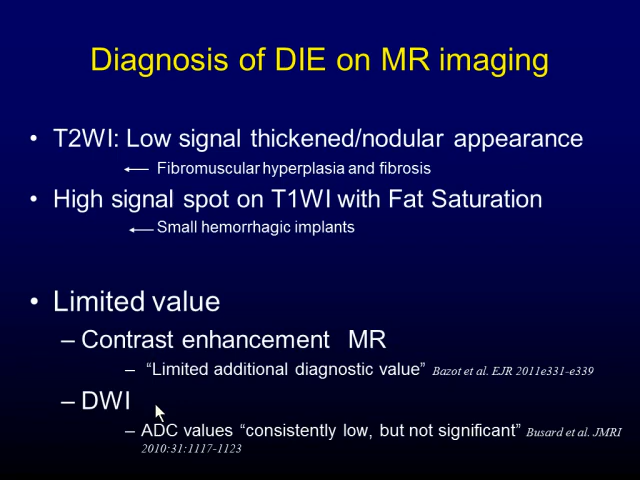 Diagnosis of DIE on MR imaging
• T2WI: Low signal thickened/nodular appearance
Fibromuscular hyperplasia and fibrosis
• High signal spot on T1WI with Fat Saturation
Small hemorrhagic implants
• Limited value
– Contrast enhancement MR
– “Limited additional diagnostic value” Bazot et al. EJR 2011e331-e339
– DWI
– ADC values “consistently low, but not significant” Busard et al. JMRI
2010:31:1117-1123